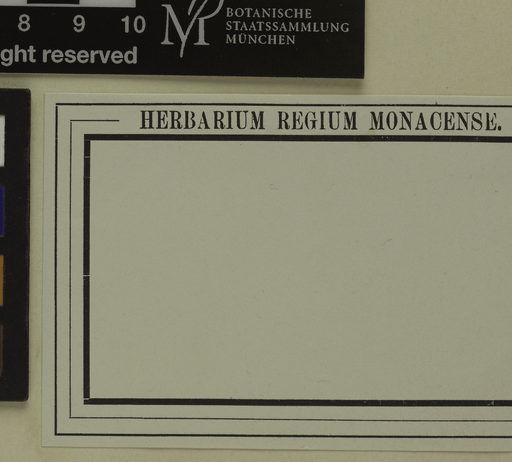 8 9 10
ght reserved
BOTANISCHE
STAATSSAMMLUNG
MÜNCHEN
HERBARIUM REGIUM MONACENSE.